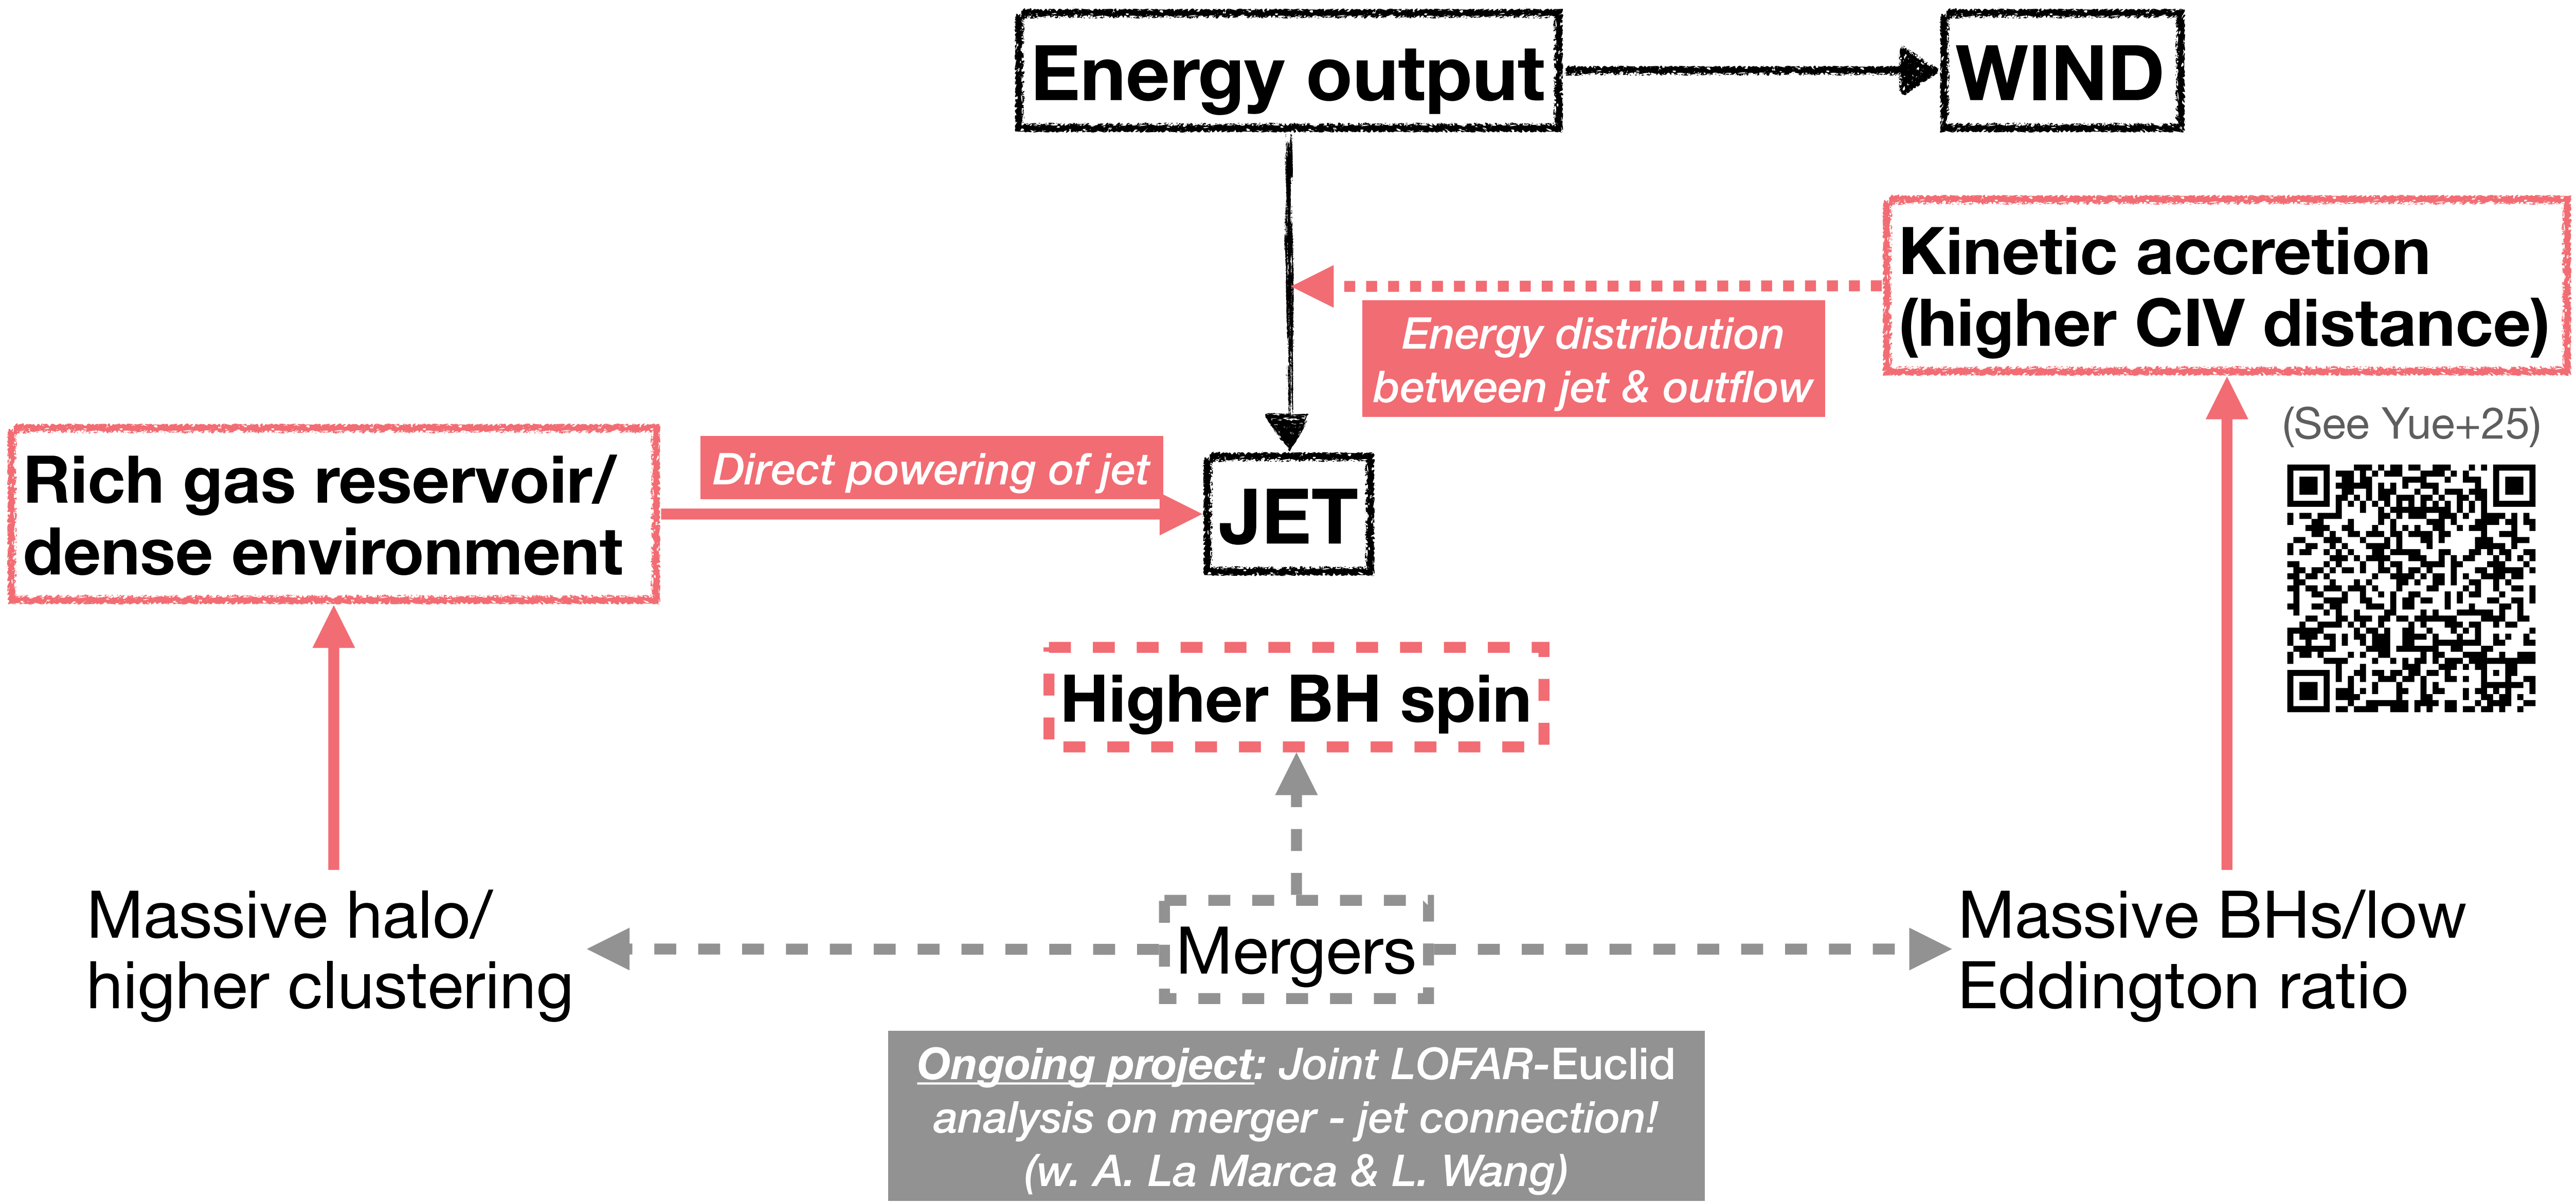 Energy output
WIND
Kinetic accretion
(higher CIV distance)
Energy distribution
between jet & outflow
(See Yue+25)
Rich gas reservoir/
dense environment
Direct powering of jet
JET
Higher BH spin
Massive halo/
higher clustering
Mergers
Massive BHs/low
Eddington ratio
Ongoing project: Joint LOFAR-Euclid
analysis on merger - jet connection!
(w. A. La Marca & L. Wang)